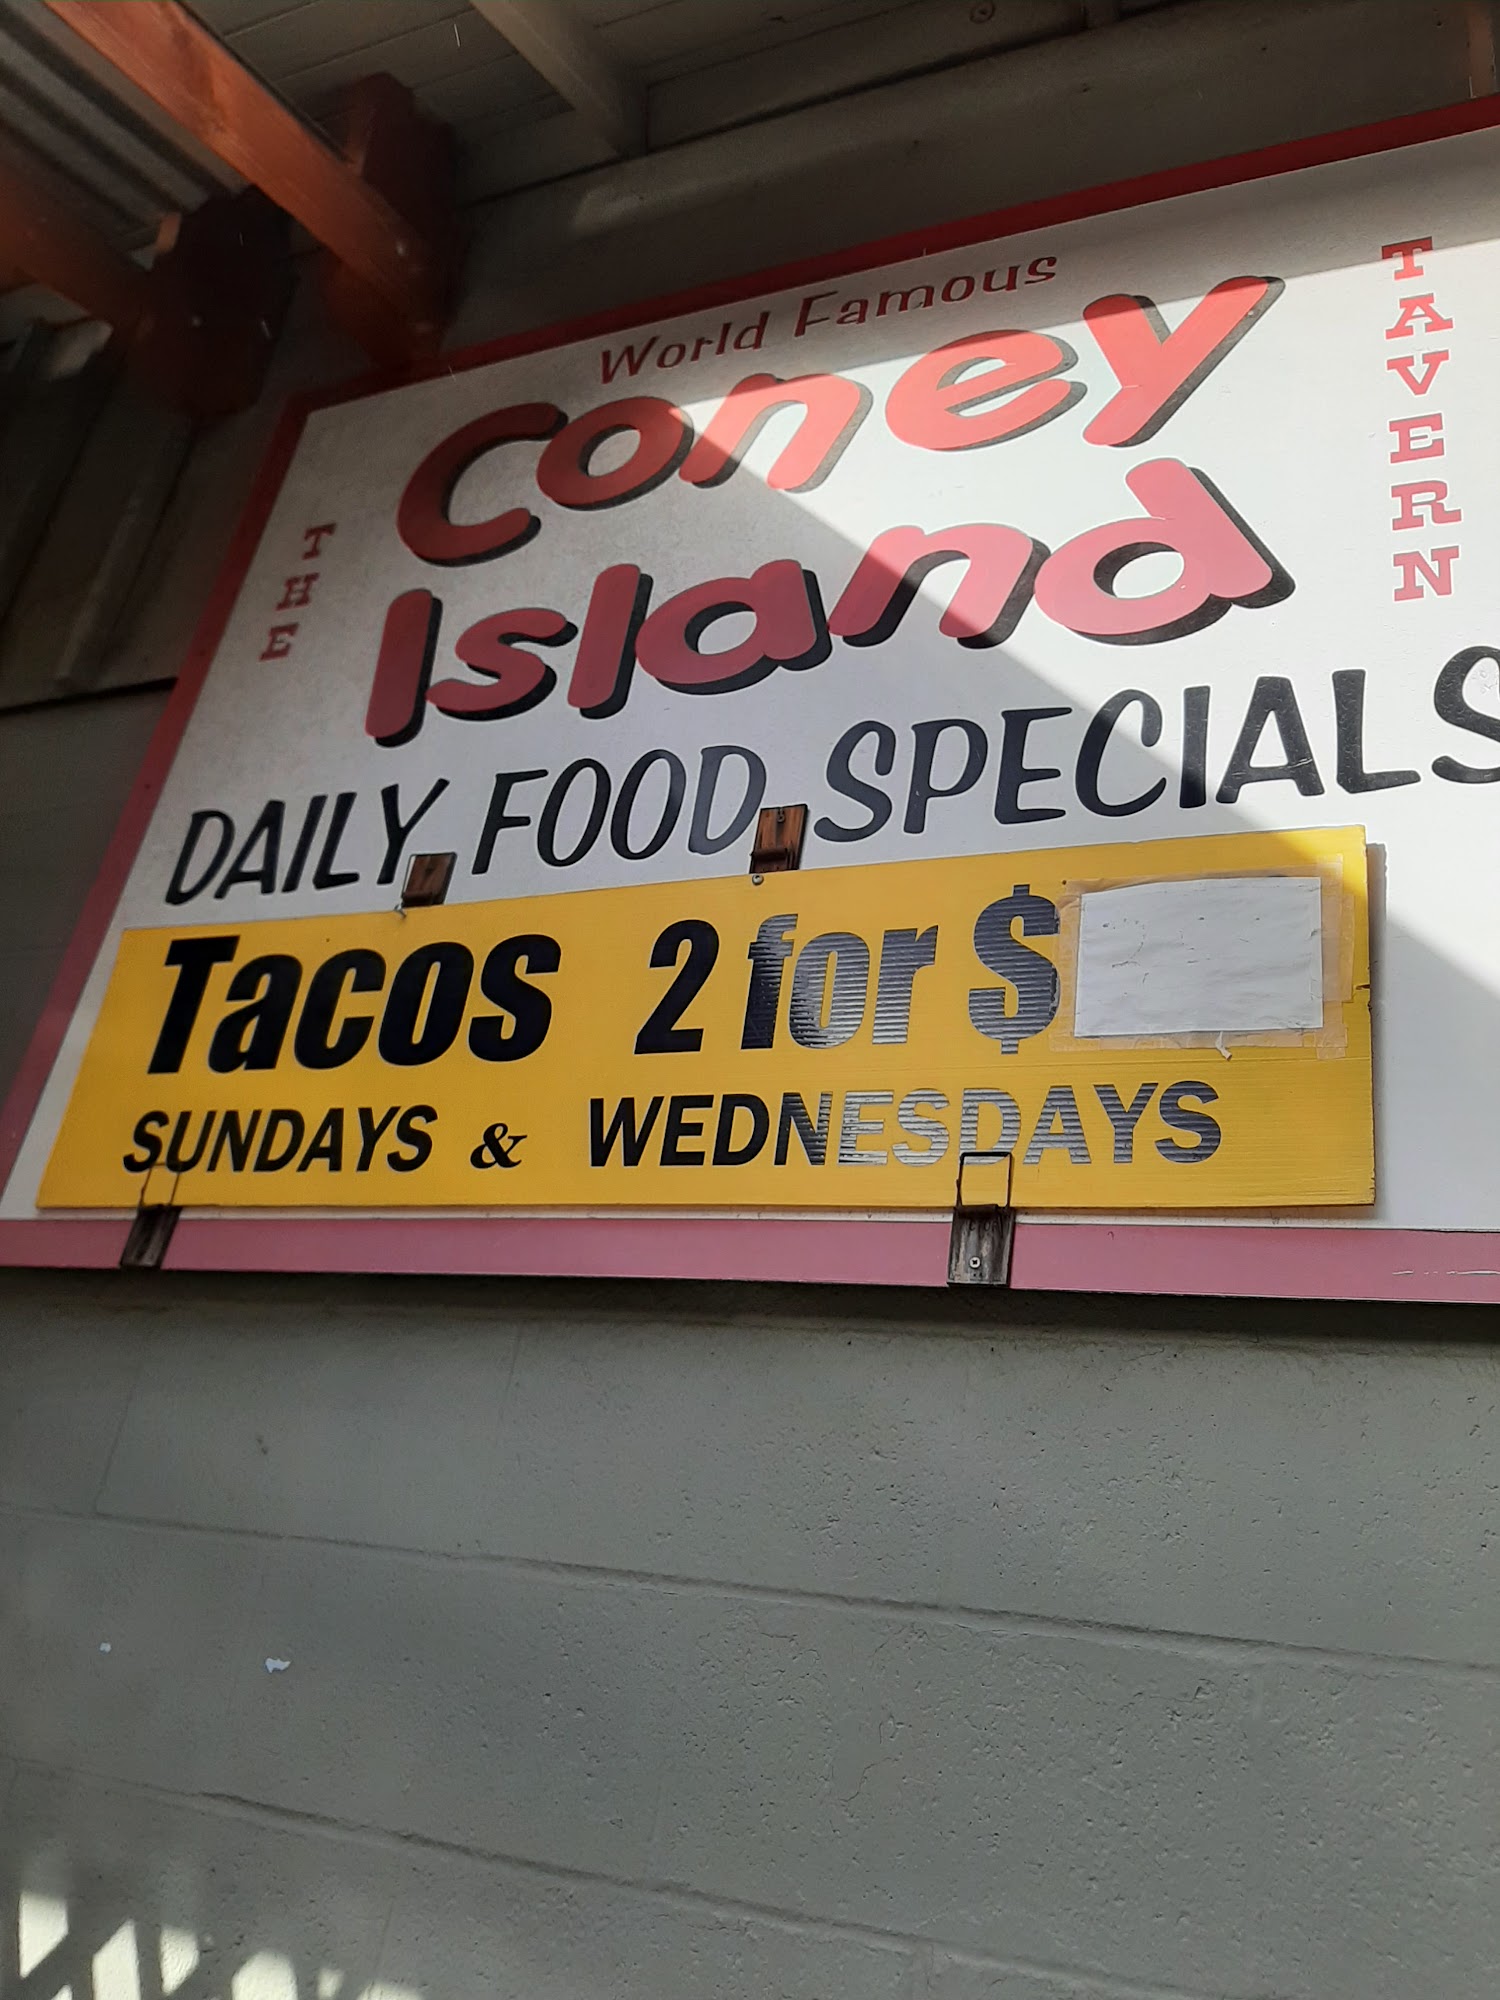 World Famous
THE
Coney
Island
TAVERN
DAILY FOOD SPECIALS
Tacos 2 for $
SUNDAYS & WEDNESDAYS